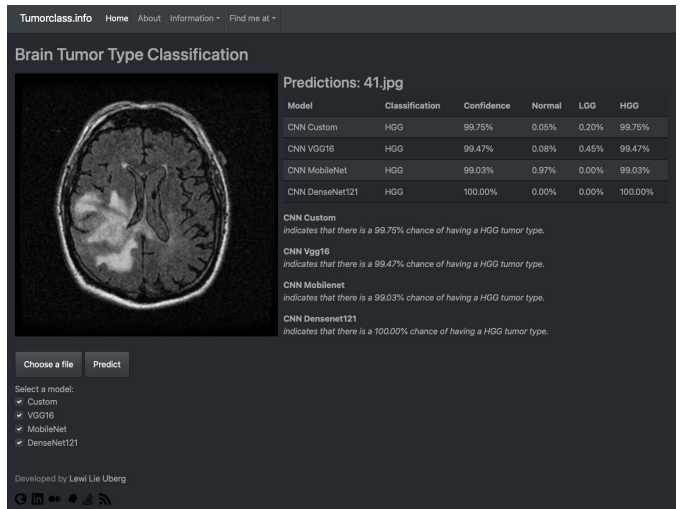 Tumorclass.info Home About Information Find me at
Brain Tumor Type Classification
Predictions: 41.jpg
Model Classification Confidence Normal LGG HGG
CNN Custom HGG 99.75% 0.05% 0.20% 99.75%
CNN VGG16 HGG 99.47% 0.08% 0.45% 99.47%
CNN MobileNet HGG 99.03% 0.97% 0.00% 99.03%
CNN DenseNet121 HGG 100.00% 0.00% 0.00% 100.00%
CNN Custom
indicates that there is a 99.75% chance of having a HGG tumor type.
CNN Vgg16
indicates that there is a 99.47% chance of having a HGG tumor type.
CNN Mobilenet
indicates that there is a 99.03% chance of having a HGG tumor type.
CNN Densenet121
indicates that there is a 100.00% chance of having a HGG tumor type.
Choose a file Predict
Select a model:
Custom
VGG16
MobileNet
DenseNet121
Developed by Lewi Lie Uberg